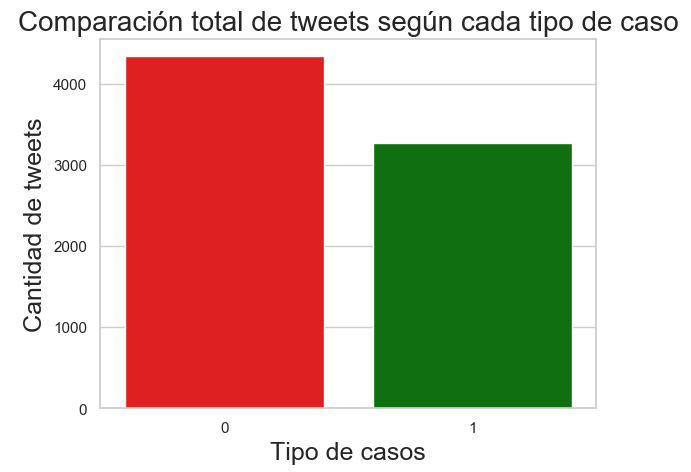 Comparación total de tweets según cada tipo de caso
Cantidad de tweets
4000
3000
2000
1000
0
0 1
Tipo de casos